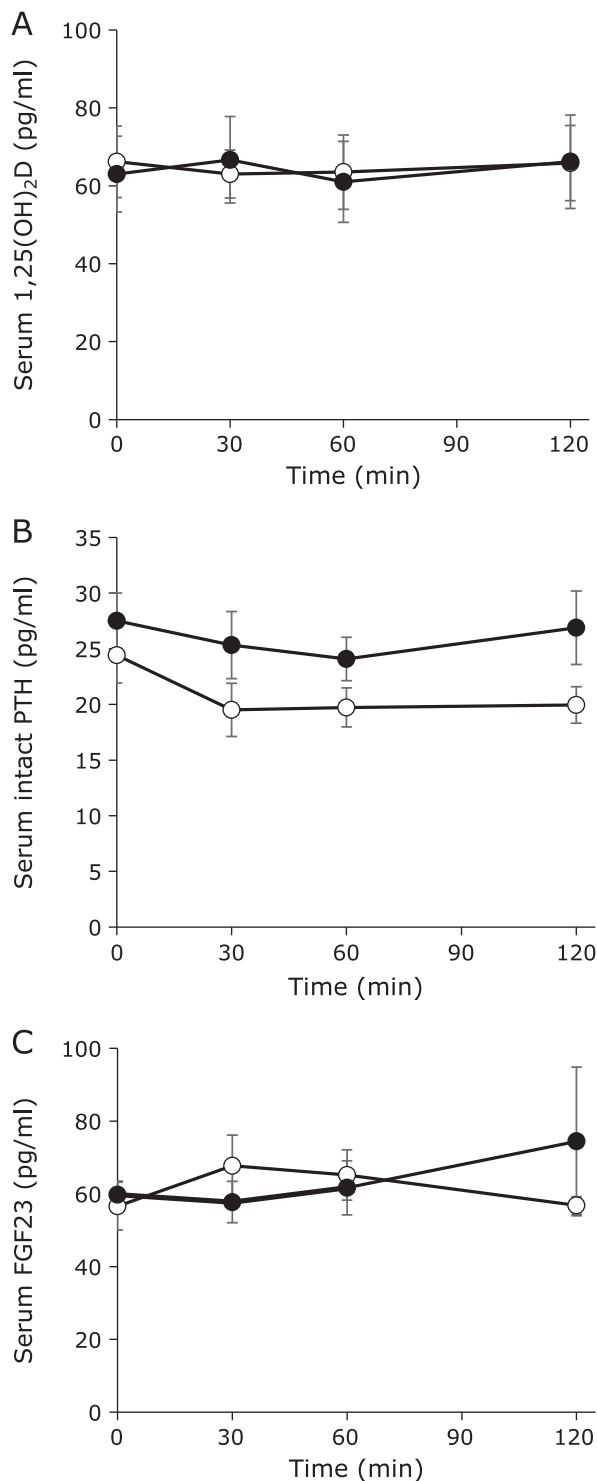 A
Serum 1,25(OH)₂D (pg/ml)
100
80
60
40
20
0
0 30 60 90 120
Time (min)
B
Serum intact PTH (pg/ml)
35
30
25
20
15
10
5
0
0 30 60 90 120
Time (min)
C
Serum FGF23 (pg/ml)
100
80
60
40
20
0
0 30 60 90 120
Time (min)